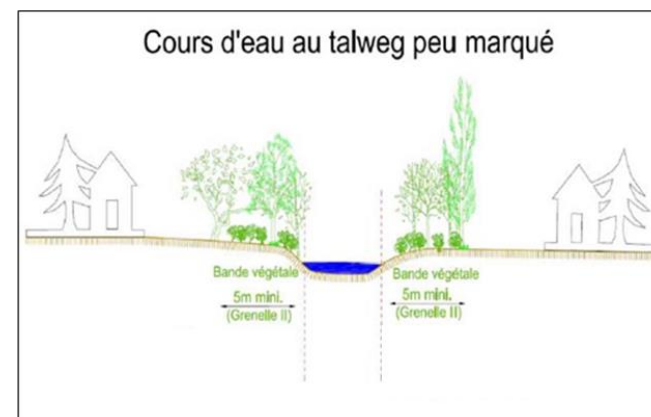 Cours d'eau au talweg peu marqué
Bande végétale
5m mini.
(Grenelle II)
Bande végétale
5m mini.
(Grenelle II)